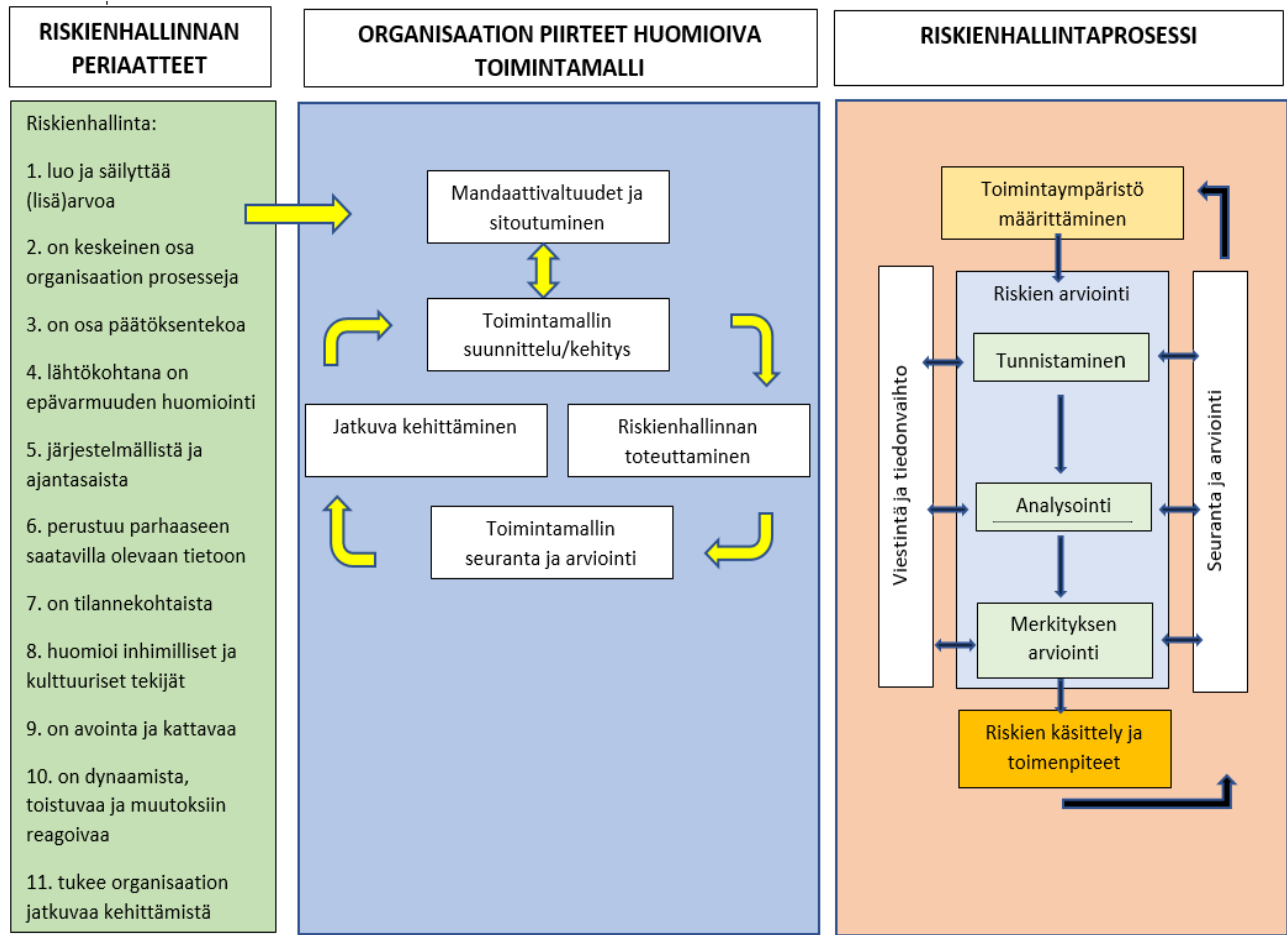 RISKIENHALLINNAN
PERIAATTEET
Riskienhallinta:
1. luo ja säilyttää
(lisä)arvoa
2. on keskeinen osa
organisaation prosesseja
3. on osa päätöksentekoa
4. lähtökohtana on
epävarmuuden huomiointi
5. järjestelmällistä ja
ajantasaista
6. perustuu parhaaseen
saatavilla olevaan tietoon
7. on tilannekohtaista
8. huomioi inhimilliset ja
kulttuuriset tekijät
9. on avointa ja kattavaa
10. on dynaamista,
toistuvaa ja muutoksiin
reagoivaa
11. tukee organisaation
jatkuvaa kehittämistä
ORGANISAATION PIIRTEET HUOMIOIVA
TOIMINTAMALLI
Mandaattivaltuudet ja
sitoutuminen
Toimintamallin
suunnittelu/kehitys
Jatkuva kehittäminen
Riskienhallinnan
toteuttaminen
Toimintamallin
seuranta ja arviointi
RISKIENHALLINTAPROSESSI
Toimintaympäristö
määrittäminen
Viestintä ja tiedonvaihto
Riskien arviointi
Tunnistaminen
Analysointi
Merkityksen
arviointi
Seuranta ja arviointi
Riskien käsittely ja
toimenpiteet